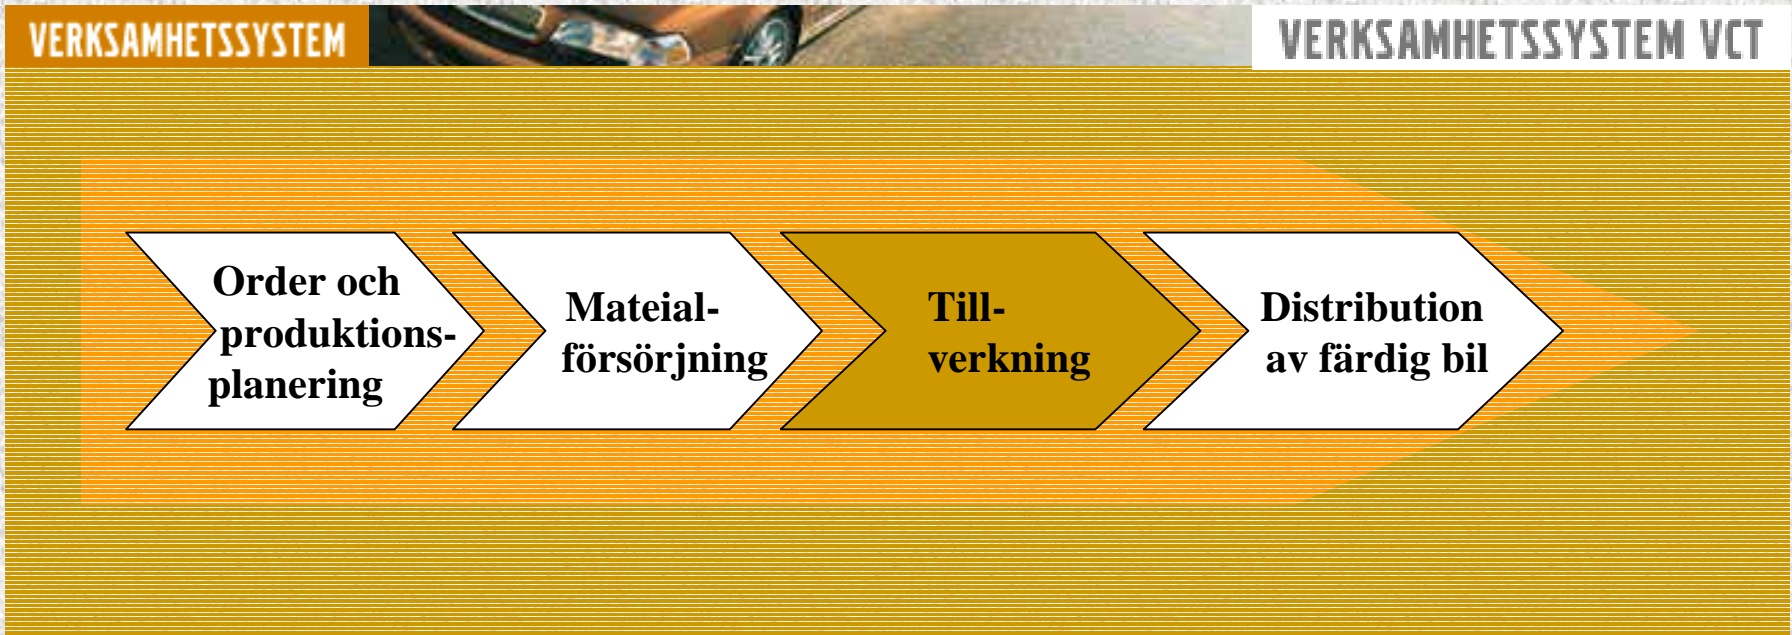 VERKSAMHETSSYSTEM
VERKSAMHETSSYSTEM VCT
Order och
produktions-
planering
Mateial-
försörjning
Till-
verkning
Distribution
av färdig bil